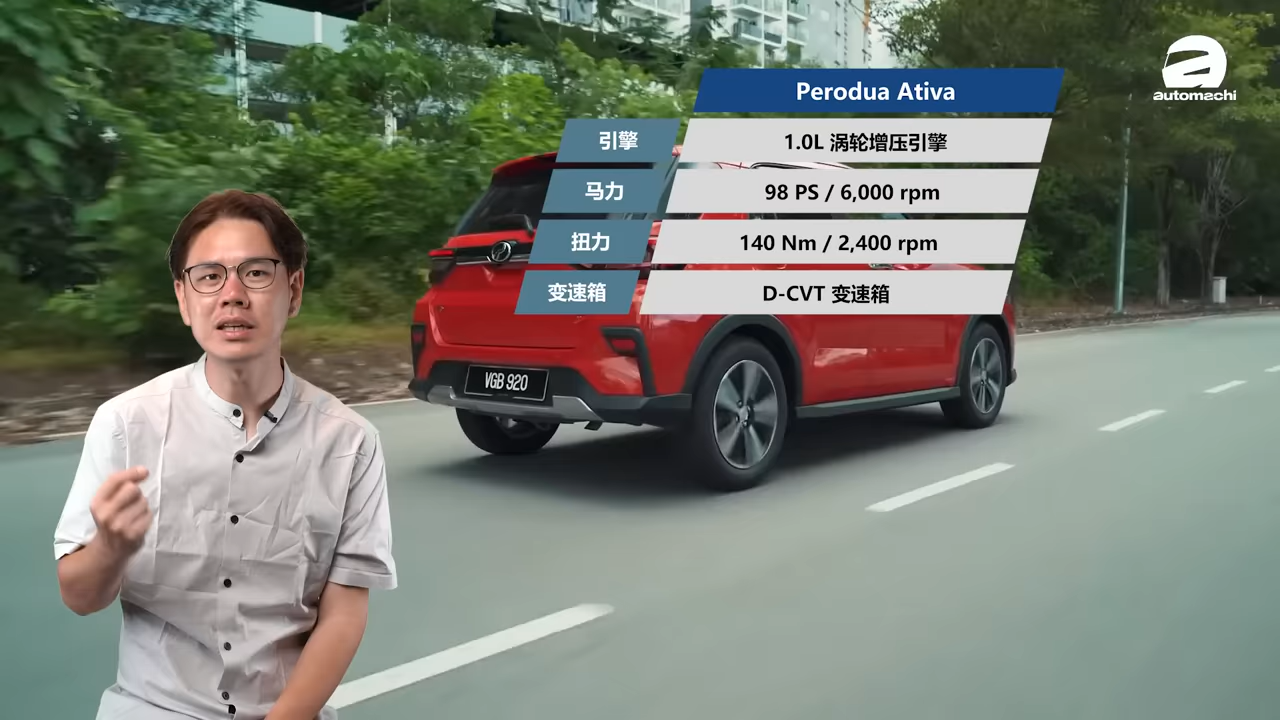 Perodua Ativa
automachi
引擎 1.0L 涡轮增压引擎
马力 98 PS / 6,000 rpm
扭力 140 Nm / 2,400 rpm
变速箱 D-CVT 变速箱
VGB 920